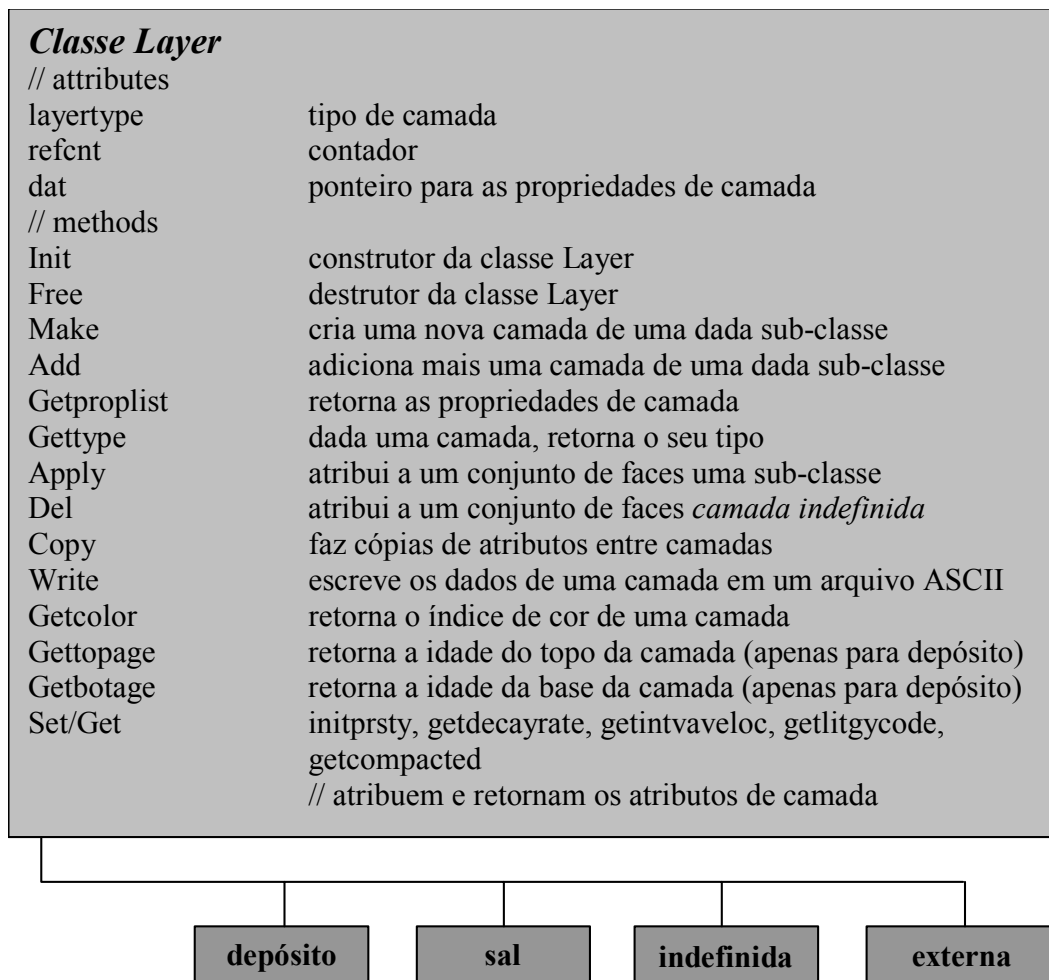 Classe Layer
// attributes
layertype tipo de camada
refcnt contador
dat ponteiro para as propriedades de camada
// methods
Init construtor da classe Layer
Free destrutor da classe Layer
Make cria uma nova camada de uma dada sub-classe
Add adiciona mais uma camada de uma dada sub-classe
Getproplist retorna as propriedades de camada
Gettype dada uma camada, retorna o seu tipo
Apply atribui a um conjunto de faces uma sub-classe
Del atribui a um conjunto de faces camada indefinida
Copy faz cópias de atributos entre camadas
Write escreve os dados de uma camada em um arquivo ASCII
Getcolor retorna o índice de cor de uma camada
Gettopage retorna a idade do topo da camada (apenas para depósito)
Getbotage retorna a idade da base da camada (apenas para depósito)
Set/Get initprsty, getdecayrate, getintvaveloc, getlitgycode,
getcompacted
// atribuem e retornam os atributos de camada
depósito sal indefinida externa